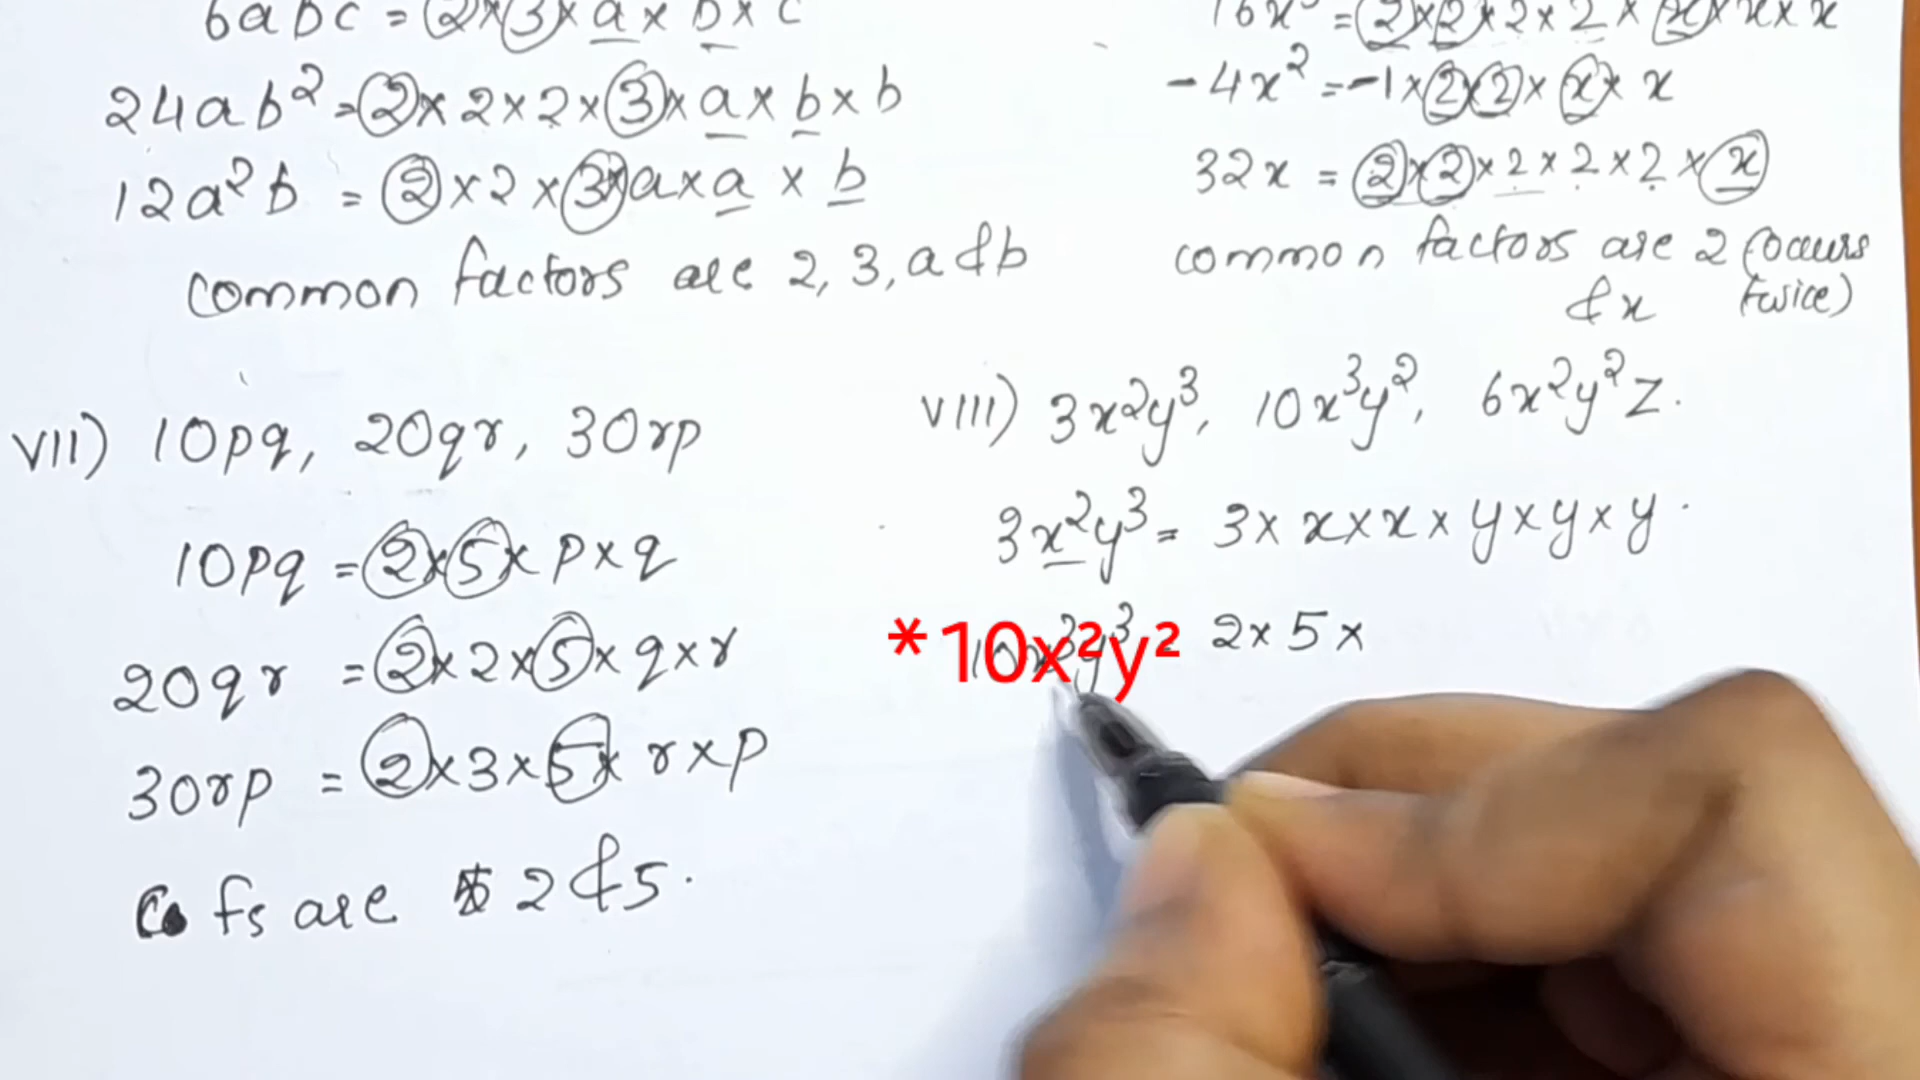 6abc = 2×3×a×b×c
24ab² = 2×2×2×3×a×b×b
12a²b = 2×2×3×a×a×b
common factors are 2, 3, a & b
16x³ = 2×2×2×2×x×x×x
-4x² = -1×2×2×x×x
32x = 2×2×2×2×2×x
common factors are 2 (occurs
& x twice)
VII) 10pq, 20qr, 30rp
10pq = 2×5×p×q
20qr = 2×2×5×q×r
30rp = 2×3×5×r×p
fs are 2 & 5.
VIII) 3x²y³, 10x³y², 6x²y²z.
3x²y³ = 3×x×x×y×y×y.
*10x²y² 2×5×